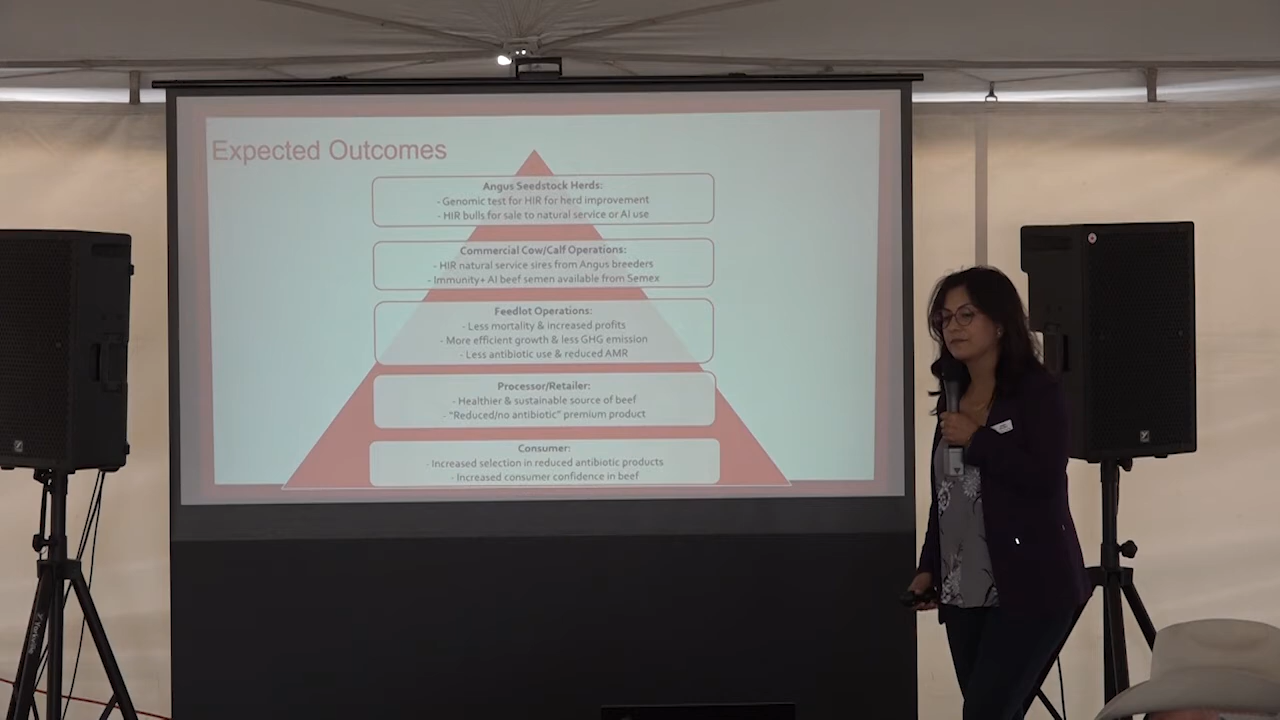 Expected Outcomes
Angus Seedstock Herds:
- Genomic test for HIR for herd improvement
- HIR bulls for sale to natural service or AI use
Commercial Cow/Calf Operations:
- HIR natural service sires from Angus breeders
- Immunity+ AI beef semen available from Semex
Feedlot Operations:
- Less mortality & increased profits
- More efficient growth & less GHG emission
- Less antibiotic use & reduced AMR
Processor/Retailer:
- Healthier & sustainable source of beef
- "Reduced/no antibiotic" premium product
Consumer:
- Increased selection in reduced antibiotic products
- Increased consumer confidence in beef
Yorkville